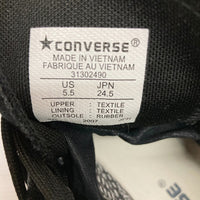 ★CONVERSE®
MADE IN VIETNAM
FABRIQUE AU VIETNAM
31302490
US JPN
5.5 24.5
UPPER : TEXTILE
LINING : TEXTILE
OUTSOLE : RUBBER
2007